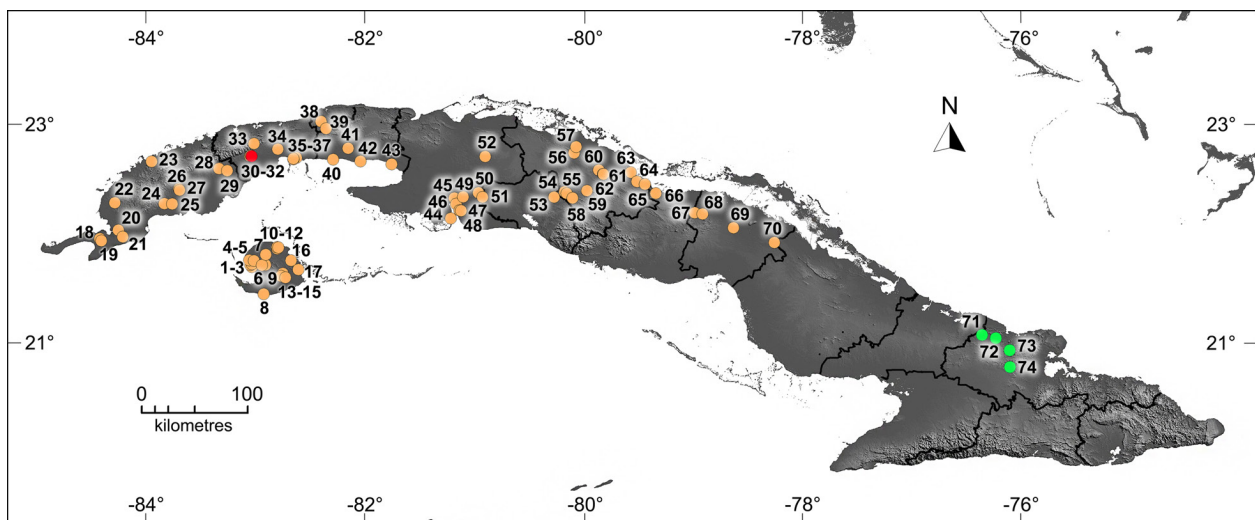 -84° -82° -80° -78° -76°
N
23° 23°
38
39
33 34 41
35-37 42 43 52 57
23 28 56 60 63
40 64
26 29 30-32 61
22 24 27 25 45 49 50 54 55 62 65 66
46 51 53 59 67 68
20 44 47 58 69
18 21 48 70
19
10-12
4-5 7 16
1-3 17
6 9
13-15
8
71
21° 72 73 21°
74
0 100
kilometres
-84° -82° -80° -78° -76°